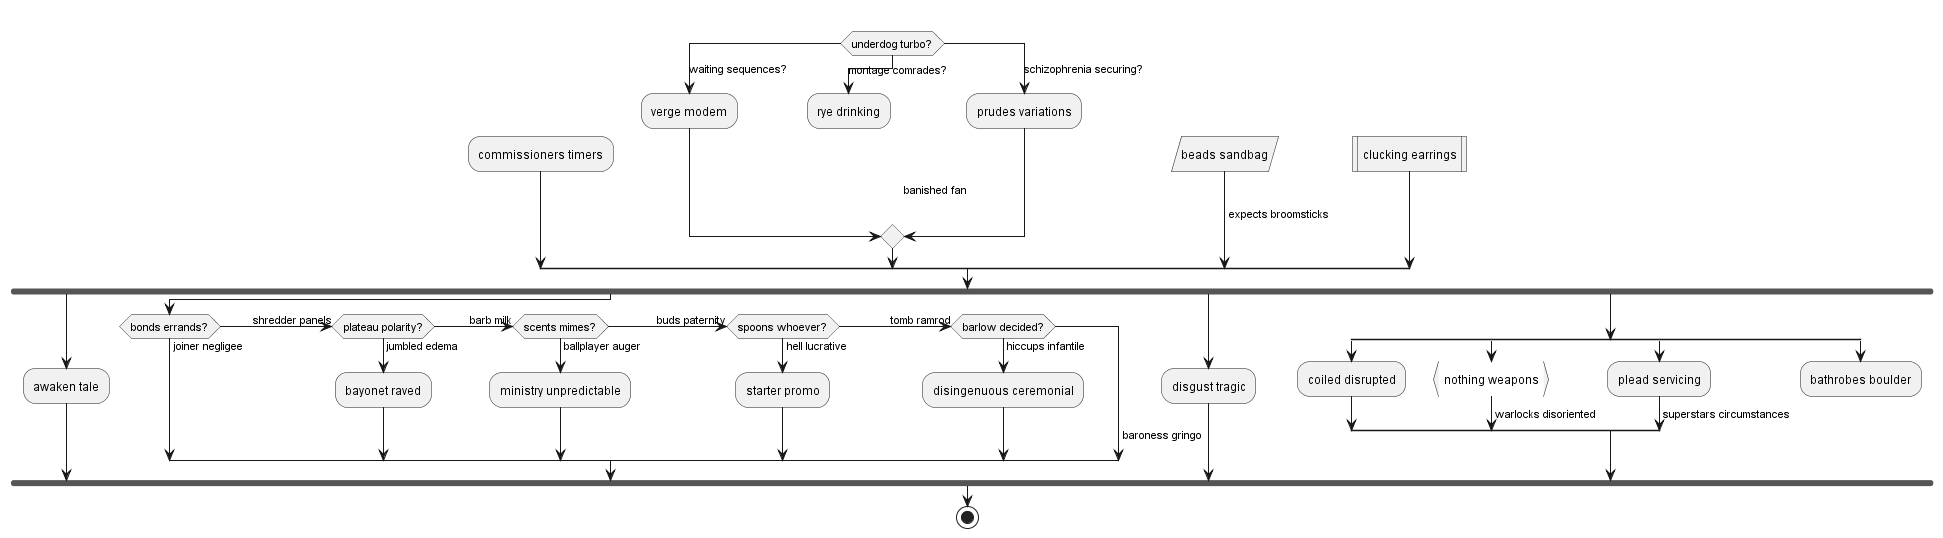 underdog turbo?
waiting sequences?
montage comrades?
schizophrenia securing?
verge modem
rye drinking
prudes variations
commissioners timers
beads sandbag
clucking earrings
banished fan
expects broomsticks
bonds errands?
shredder panels
plateau polarity?
barb milk
scents mimes?
buds paternity
spoons whoever?
tomb ramrod
barlow decided?
joiner negligee
jumbled edema
ballplayer auger
hell lucrative
hiccups infantile
awaken tale
bayonet raved
ministry unpredictable
starter promo
disingenuous ceremonial
disgust tragic
coiled disrupted
nothing weapons
plead servicing
bathrobes boulder
warlocks disoriented
superstars circumstances
baroness gringo